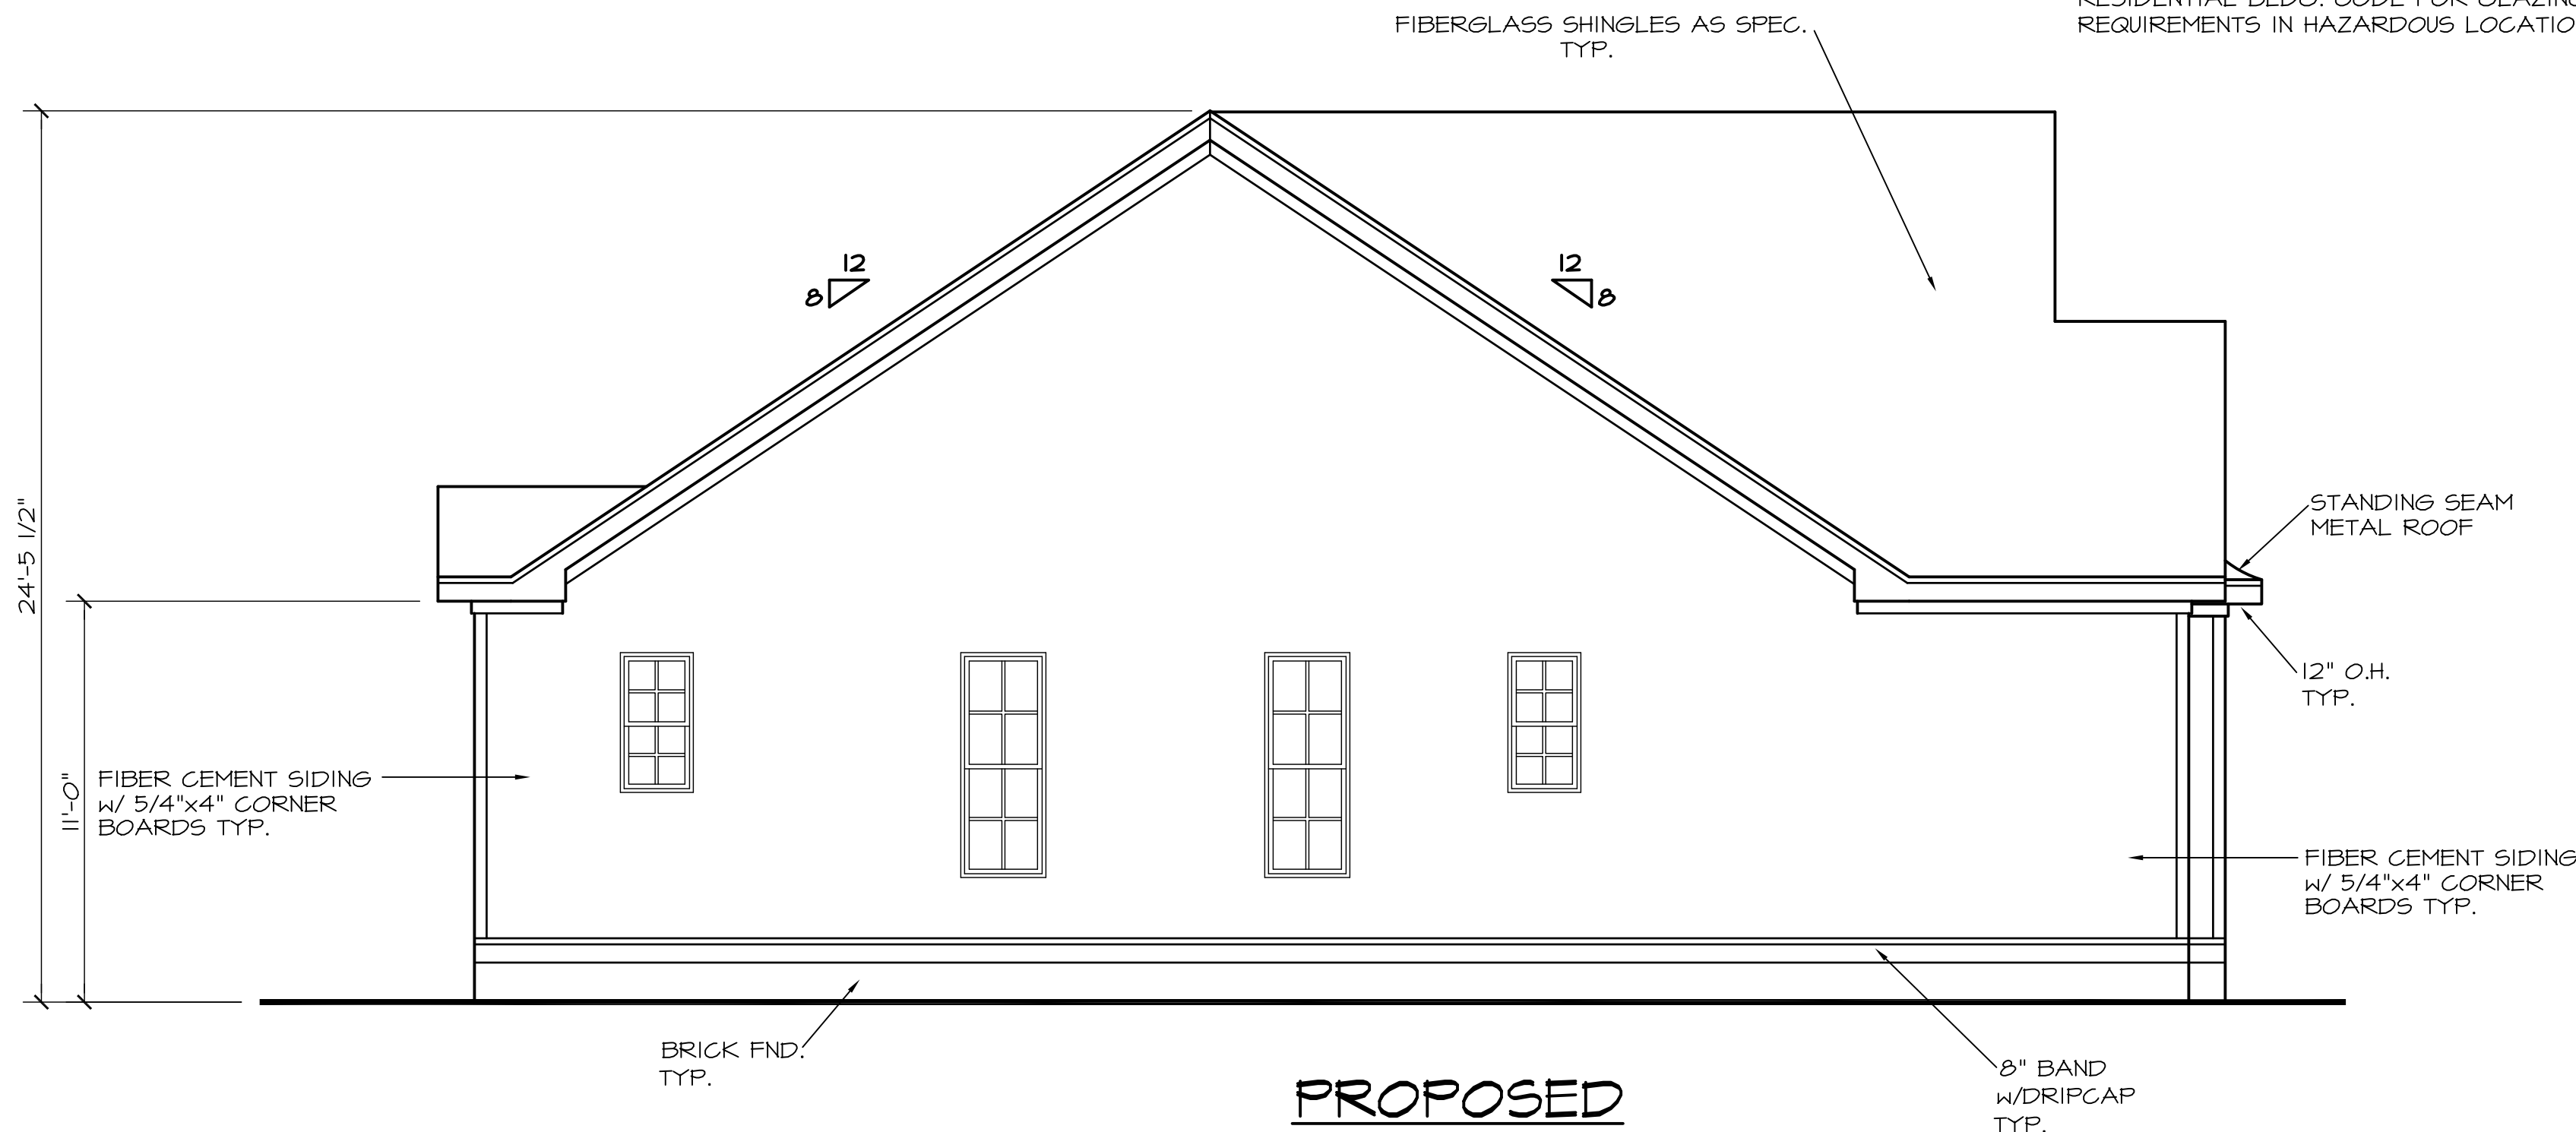 REQUIREMENTS IN HAZARDOUS LOCATIO
FIBERGLASS SHINGLES AS SPEC.
TYP.
12
8
12
8
24'-5 1/2"
STANDING SEAM
METAL ROOF
12" O.H.
TYP.
11'-0"
FIBER CEMENT SIDING
w/ 5/4"x4" CORNER
BOARDS TYP.
FIBER CEMENT SIDING
w/ 5/4"x4" CORNER
BOARDS TYP.
BRICK FND.
TYP.
8" BAND
w/DRIPCAP
TYP.
PROPOSED